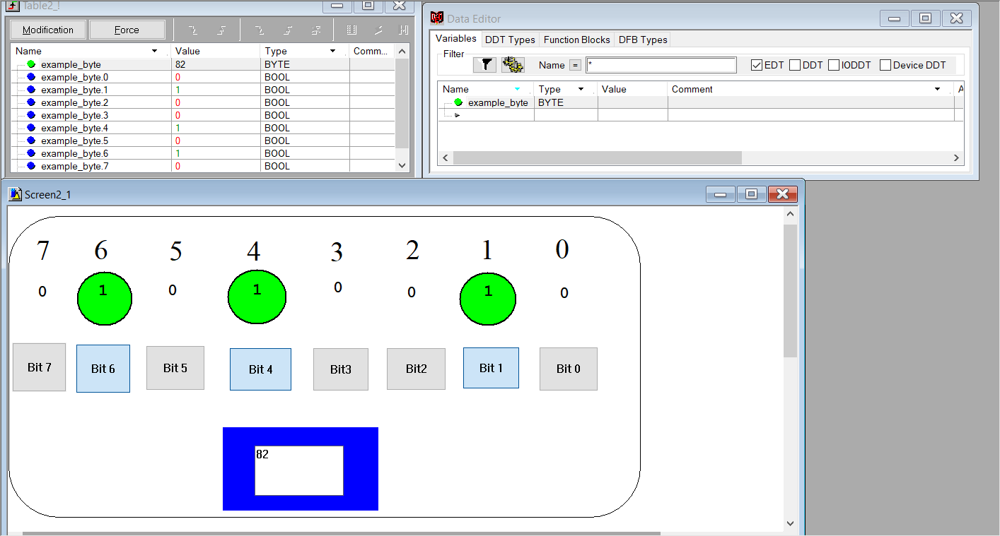 Table2_!
Modification Force
Name Value Type Comm...
example_byte 82 BYTE
example_byte.0 0 BOOL
example_byte.1 1 BOOL
example_byte.2 0 BOOL
example_byte.3 0 BOOL
example_byte.4 1 BOOL
example_byte.5 0 BOOL
example_byte.6 1 BOOL
example_byte.7 0 BOOL
Data Editor
Variables DDT Types Function Blocks DFB Types
Filter
Name = * EDT DDT IODDT Device DDT
Name Type Value Comment A
example_byte BYTE
Screen2_1
7 6 5 4 3 2 1 0
0 1 0 1 0 0 1 0
Bit 7 Bit 6 Bit 5 Bit 4 Bit3 Bit2 Bit 1 Bit 0
82